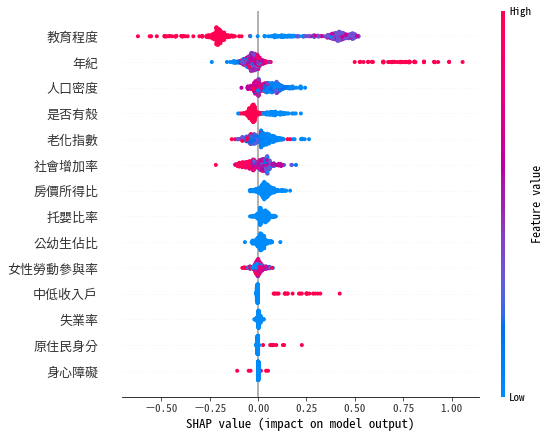 High
教育程度
年紀
人口密度
是否有殼
老化指數
社會增加率
房價所得比
托嬰比率
公幼生佔比
女性勞動參與率
中低收入戶
失業率
原住民身分
身心障礙
Feature value
Low
−0.50 −0.25 0.00 0.25 0.50 0.75 1.00
SHAP value (impact on model output)